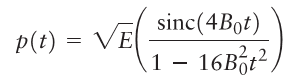 p(t) = √E( sinc(4B₀t) / 1 − 16B₀²t² )